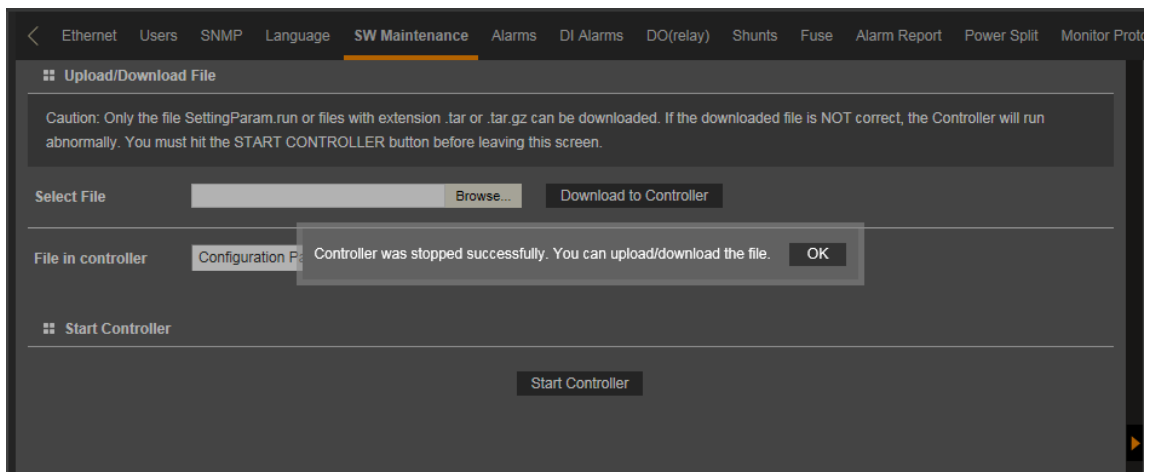 Ethernet Users SNMP Language SW Maintenance Alarms DI Alarms DO(relay) Shunts Fuse Alarm Report Power Split Monitor
Upload/Download File
Caution: Only the file SettingParam.run or files with extension .tar or .tar.gz can be downloaded. If the downloaded file is NOT correct, the Controller will run
abnormally. You must hit the START CONTROLLER button before leaving this screen.
Select File Browse... Download to Controller
File in controller Configuration Controller was stopped successfully. You can upload/download the file. OK
Start Controller
Start Controller